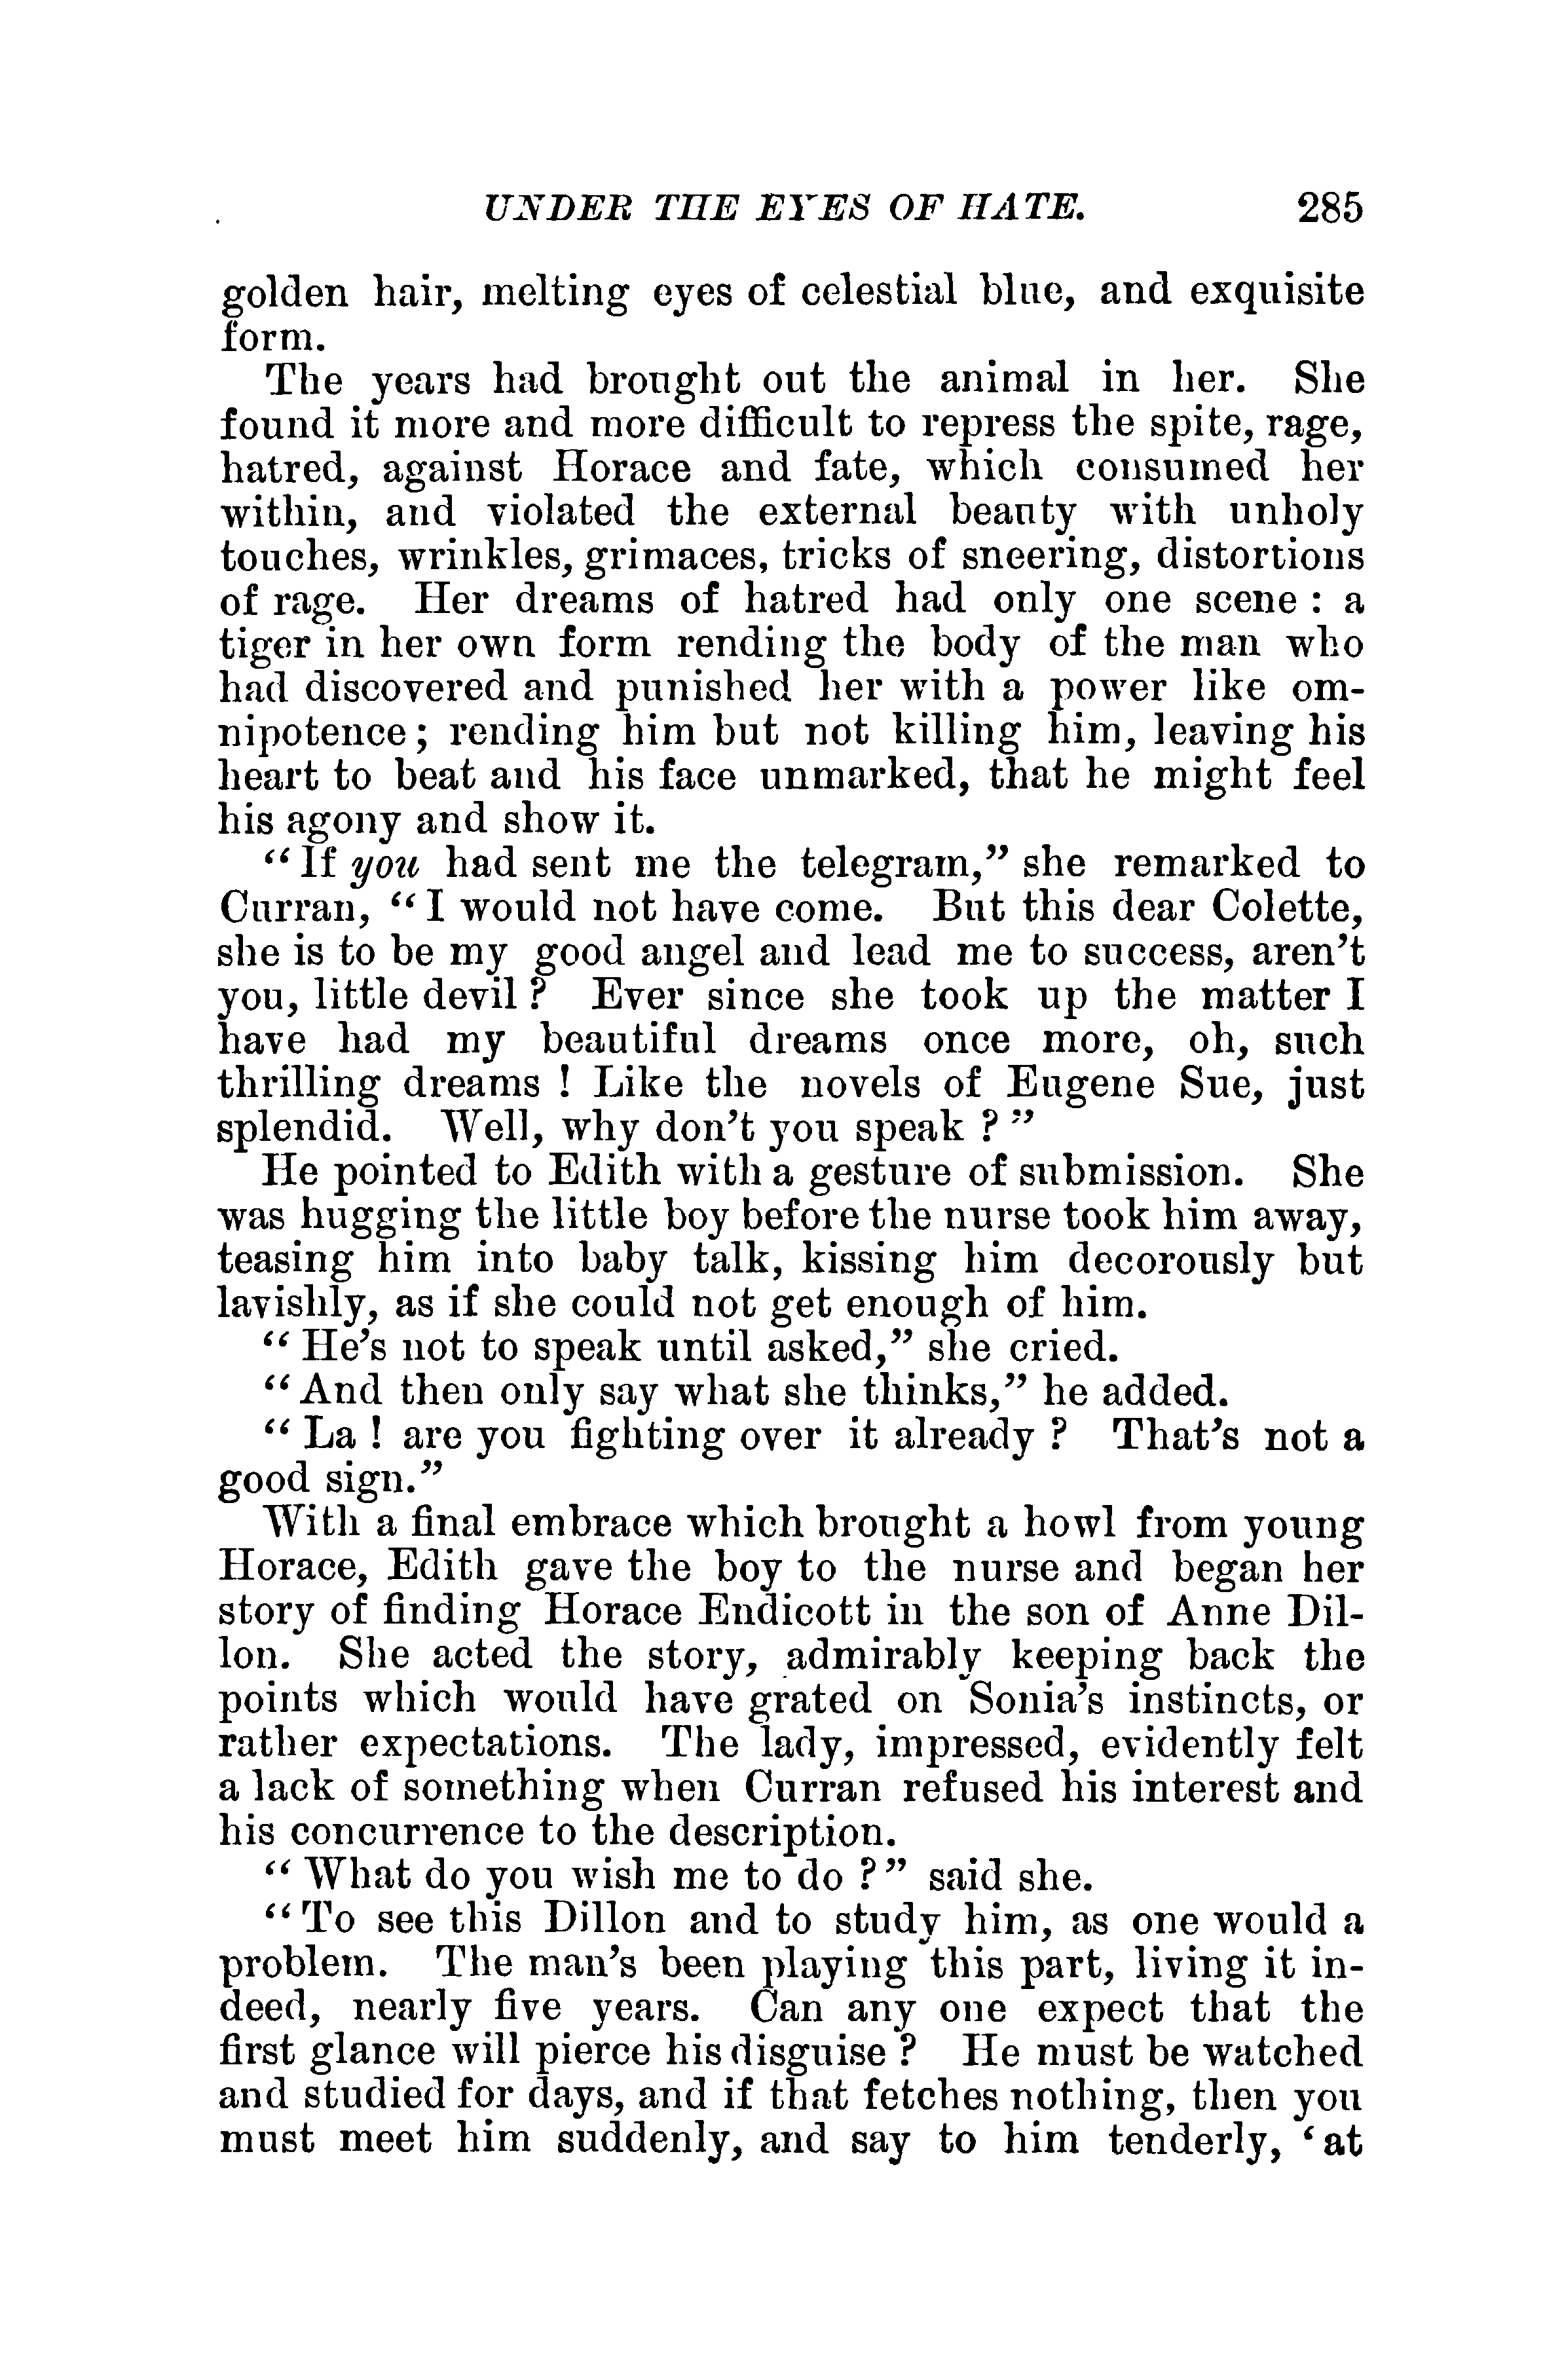 UNDER THE EYES OF HATE. 285
golden hair, melting eyes of celestial blue, and exquisite
form.
The years had brought out the animal in her. She
found it more and more difficult to repress the spite, rage,
hatred, against Horace and fate, which consumed her
within, and violated the external beauty with unholy
touches, wrinkles, grimaces, tricks of sneering, distortions
of rage. Her dreams of hatred had only one scene : a
tiger in her own form rending the body of the man who
had discovered and punished her with a power like om-
nipotence; rending him but not killing him, leaving his
heart to beat and his face unmarked, that he might feel
his agony and show it.
“ If you had sent me the telegram,” she remarked to
Curran, “ I would not have come. But this dear Colette,
she is to be my good angel and lead me to success, aren’t
you, little devil ? Ever since she took up the matter I
have had my beautiful dreams once more, oh, such
thrilling dreams ! Like the novels of Eugene Sue, just
splendid. Well, why don’t you speak ? ”
He pointed to Edith with a gesture of submission. She
was hugging the little boy before the nurse took him away,
teasing him into baby talk, kissing him decorously but
lavishly, as if she could not get enough of him.
“ He’s not to speak until asked,” she cried.
“ And then only say what she thinks,” he added.
“ La ! are you fighting over it already ? That’s not a
good sign.”
With a final embrace which brought a howl from young
Horace, Edith gave the boy to the nurse and began her
story of finding Horace Endicott in the son of Anne Dil-
lon. She acted the story, admirably keeping back the
points which would have grated on Sonia’s instincts, or
rather expectations. The lady, impressed, evidently felt
a lack of something when Curran refused his interest and
his concurrence to the description.
“ What do you wish me to do ? ” said she.
“ To see this Dillon and to study him, as one would a
problem. The man’s been playing this part, living it in-
deed, nearly five years. Can any one expect that the
first glance will pierce his disguise ? He must be watched
and studied for days, and if that fetches nothing, then you
must meet him suddenly, and say to him tenderly, ‘ at